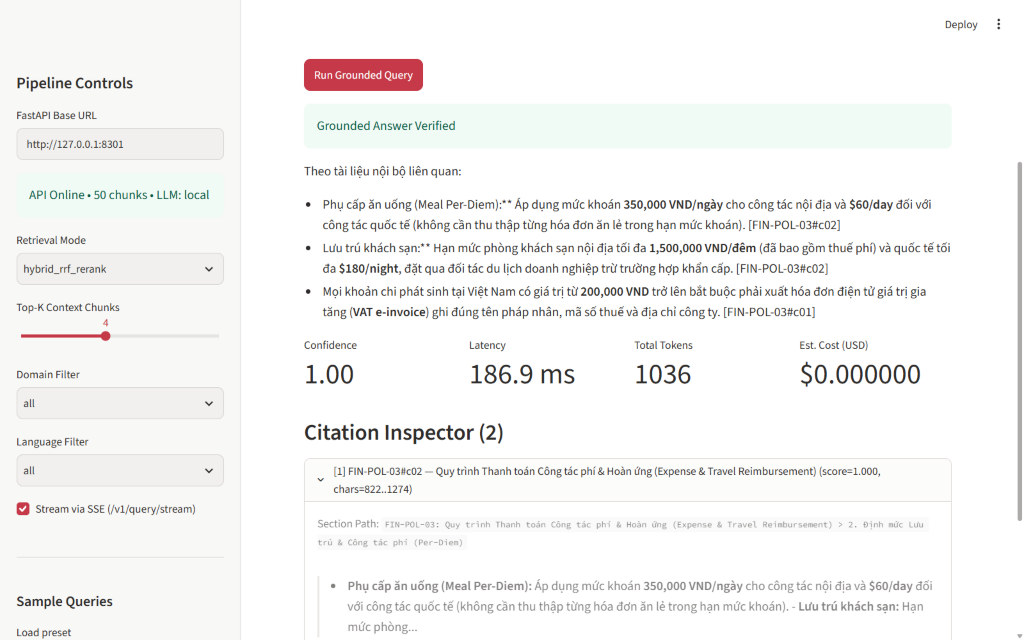 Deploy
Pipeline Controls
FastAPI Base URL
http://127.0.0.1:8301
API Online • 50 chunks • LLM: local
Retrieval Mode
hybrid_rrf_rerank
Top-K Context Chunks
4
Domain Filter
all
Language Filter
all
Stream via SSE (/v1/query/stream)
Sample Queries
Load preset
Run Grounded Query
Grounded Answer Verified
Theo tài liệu nội bộ liên quan:
• Phụ cấp ăn uống (Meal Per-Diem):** Áp dụng mức khoán 350,000 VND/ngày cho công tác nội địa và $60/day đối với
công tác quốc tế (không cần thu thập từng hóa đơn ăn lẻ trong hạn mức khoán). [FIN-POL-03#c02]
• Lưu trú khách sạn:** Hạn mức phòng khách sạn nội địa tối đa 1,500,000 VND/đêm (đã bao gồm thuế phí) và quốc tế tối
đa $180/night, đặt qua đối tác du lịch doanh nghiệp trừ trường hợp khẩn cấp. [FIN-POL-03#c02]
• Mọi khoản chi phát sinh tại Việt Nam có giá trị từ 200,000 VND trở lên bắt buộc phải xuất hóa đơn điện tử giá trị gia
tăng (VAT e-invoice) ghi đúng tên pháp nhân, mã số thuế và địa chỉ công ty. [FIN-POL-03#c01]
Confidence
1.00
Latency
186.9 ms
Total Tokens
1036
Est. Cost (USD)
$0.000000
Citation Inspector (2)
[1] FIN-POL-03#c02 — Quy trình Thanh toán Công tác phí & Hoàn ứng (Expense & Travel Reimbursement) (score=1.000,
chars=822..1274)
Section Path: FIN-POL-03: Quy trình Thanh toán Công tác phí & Hoàn ứng (Expense & Travel Reimbursement) > 2. Định mức Lưu
trú & Công tác phí (Per-Diem)
• Phụ cấp ăn uống (Meal Per-Diem): Áp dụng mức khoán 350,000 VND/ngày cho công tác nội địa và $60/day đối
với công tác quốc tế (không cần thu thập từng hóa đơn ăn lẻ trong hạn mức khoán). - Lưu trú khách sạn: Hạn
mức phòng...